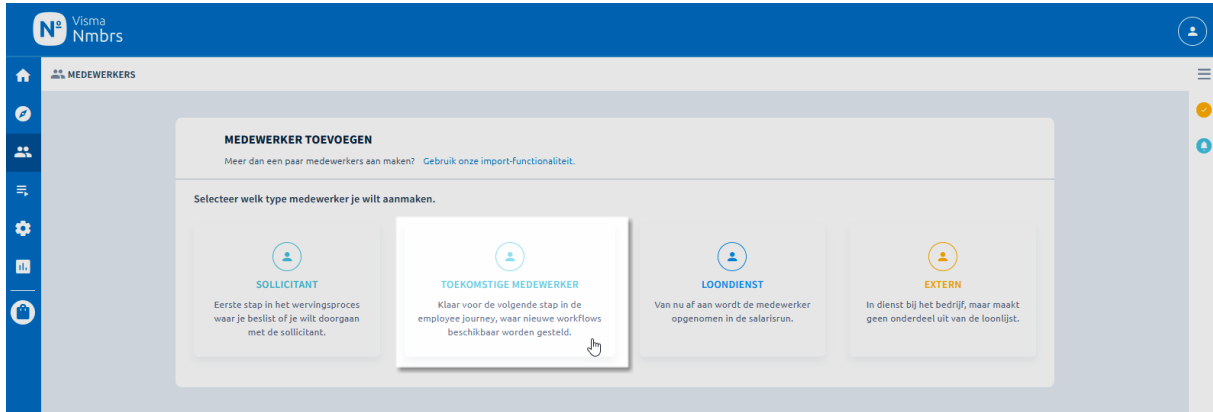 Nº Visma
Nmbrs
MEDEWERKERS
MEDEWERKER TOEVOEGEN
Meer dan een paar medewerkers aan maken? Gebruik onze import-functionaliteit.
Selecteer welk type medewerker je wilt aanmaken.
SOLLICITANT
Eerste stap in het wervingsproces
waar je beslist of je wilt doorgaan
met de sollicitant.
TOEKOMSTIGE MEDEWERKER
Klaar voor de volgende stap in de
employee journey, waar nieuwe workflows
beschikbaar worden gesteld.
LOONDIENST
Van nu af aan wordt de medewerker
opgenomen in de salarisrun.
EXTERN
In dienst bij het bedrijf, maar maakt
geen onderdeel uit van de loonlijst.